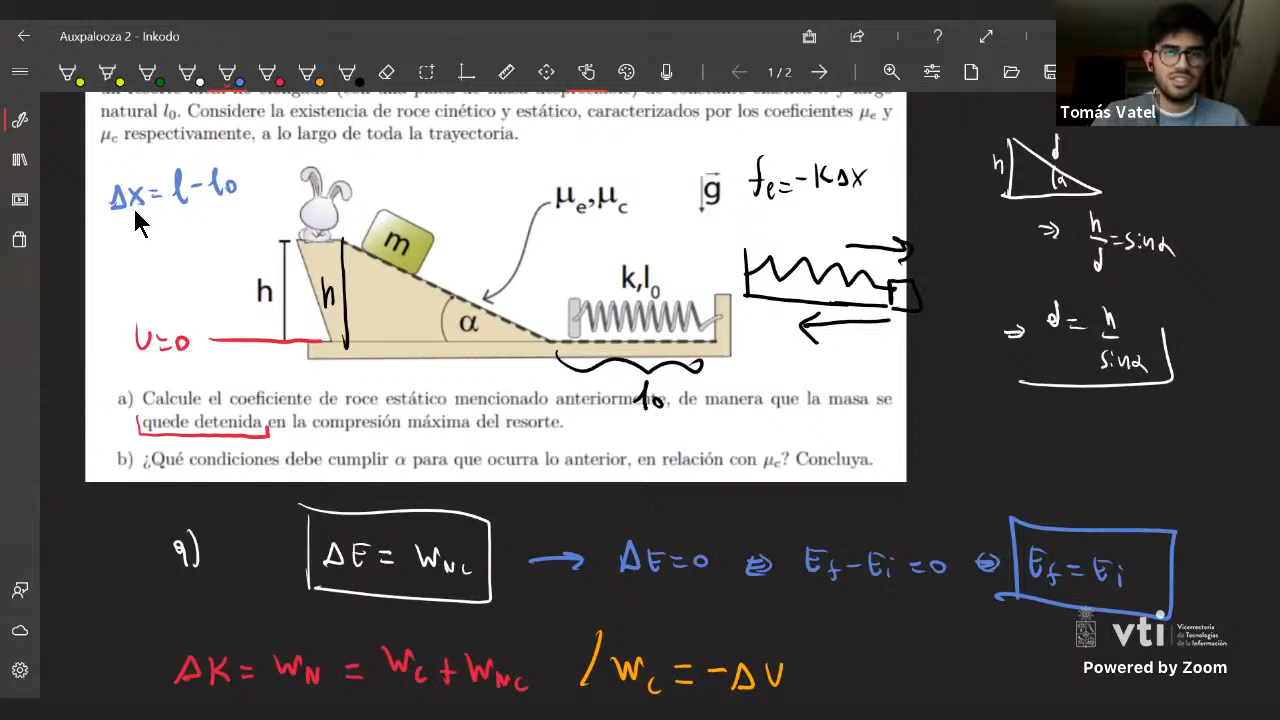 Auxpalooza 2 - Inkodo
1/2
Tomás Vatel
natural l₀. Considere la existencia de roce cinético y estático, caracterizados por los coeficientes μₑ y
μ꜀ respectivamente, a lo largo de toda la trayectoria.
Δx = l - l₀
μₑ,μ꜀
g
fe = -KΔx
h
d
α
=> h/d = sinα
=> d = h/sinα
m
h
h
α
k,l₀
U=0
l₀
a) Calcule el coeficiente de roce estático mencionado anteriormente, de manera que la masa se
quede detenida en la compresión máxima del resorte.
b) ¿Qué condiciones debe cumplir α para que ocurra lo anterior, en relación con μₑ? Concluya.
a) ΔE = WNC → ΔE=0 <=> Ef-Ei=0 <=> Ef=Ei
ΔK = WN = WC + WNC / WC = -ΔU
vti
Vicerrectoría
de Tecnologías
de la Información
Powered by Zoom